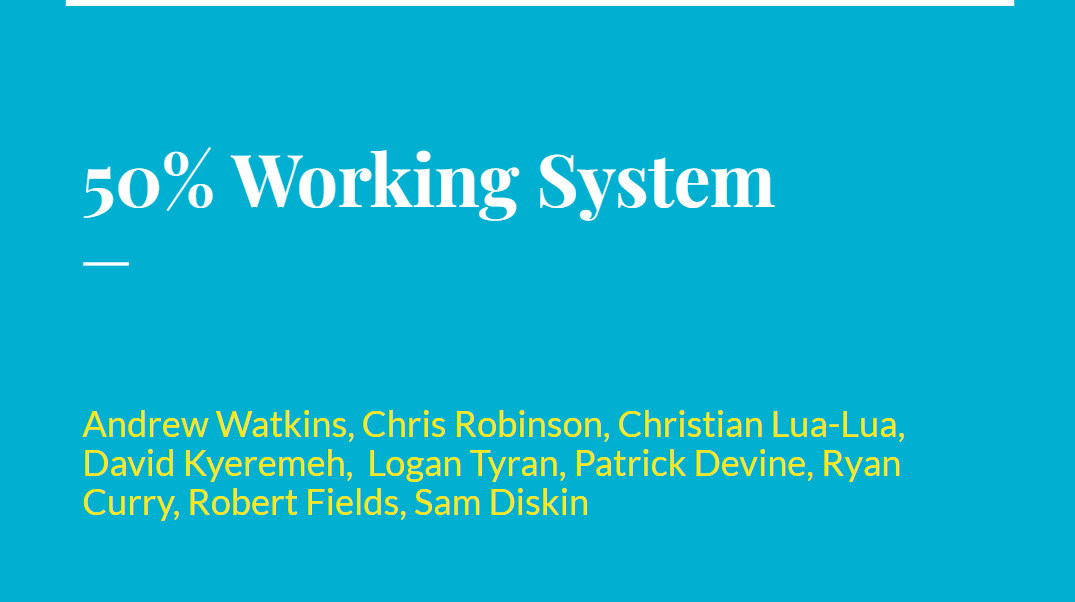 50% Working System
Andrew Watkins, Chris Robinson, Christian Lua-Lua,
David Kyeremeh,  Logan Tyran, Patrick Devine, Ryan
Curry, Robert Fields, Sam Diskin